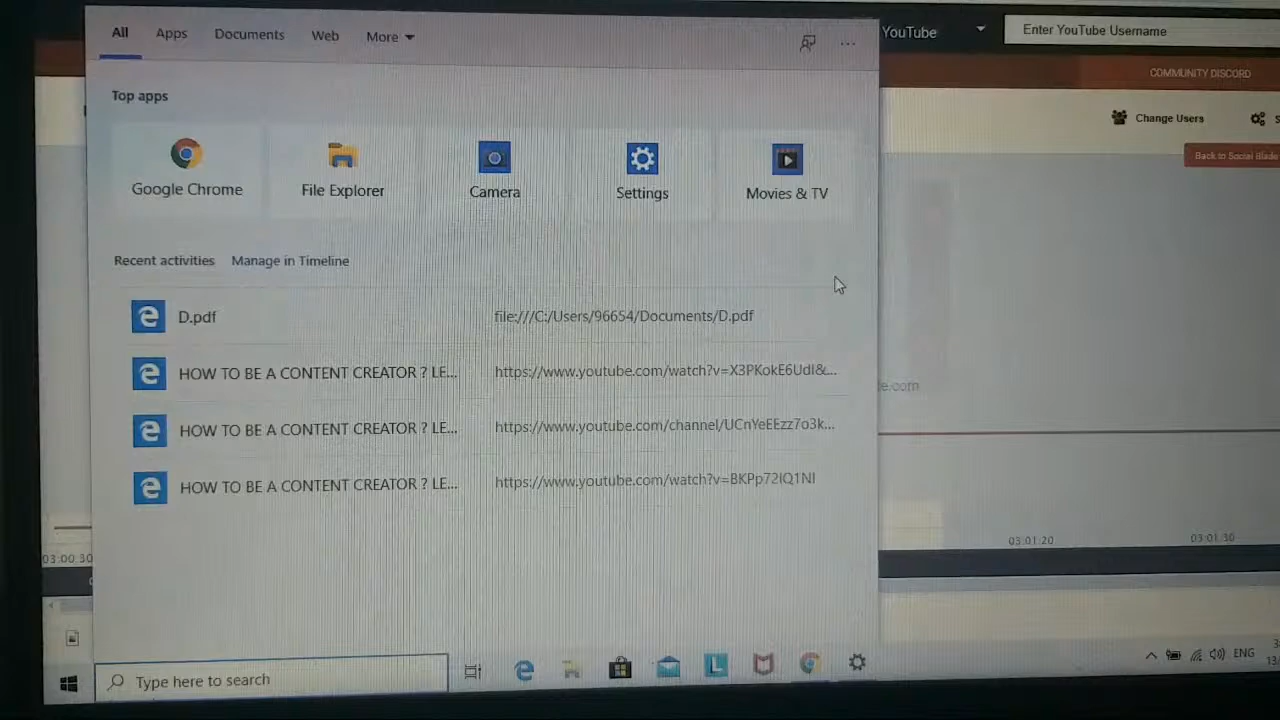 All Apps Documents Web More
YouTube
Enter YouTube Username
COMMUNITY DISCORD
Change Users
Back to Social Blade
Top apps
Google Chrome
File Explorer
Camera
Settings
Movies & TV
Recent activities Manage in Timeline
D.pdf file:///C:/Users/96654/Documents/D.pdf
HOW TO BE A CONTENT CREATOR ? LE... https://www.youtube.com/watch?v=X3PKokE6UdI&...
HOW TO BE A CONTENT CREATOR ? LE... https://www.youtube.com/channel/UCnYeEEzz7o3k...
HOW TO BE A CONTENT CREATOR ? LE... https://www.youtube.com/watch?v=BKPp72IQ1NI
03:00.30
03:01.20
03:01.30
Type here to search
ENG